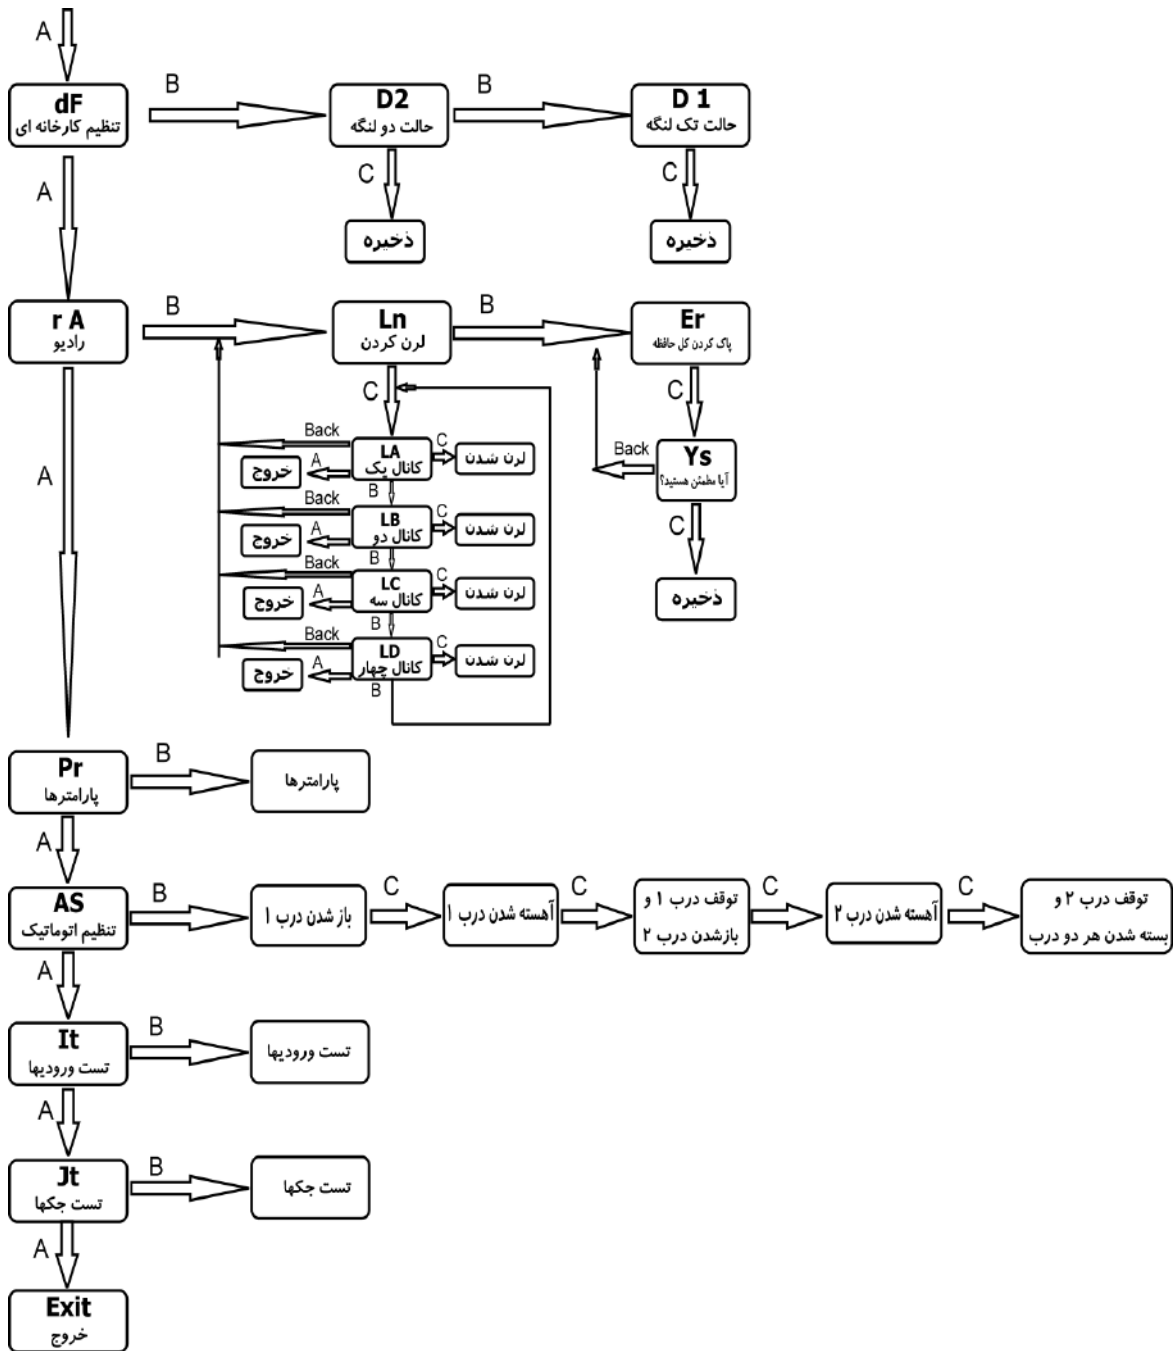 A
dF
تنظیم کارخانه ای
B
D2
حالت دو لنگه
B
D 1
حالت تک لنگه
A
C
ذخیره
C
ذخیره
r A
رادیو
B
Ln
لرن کردن
B
Er
پاک کردن کل حافظه
A
C
C
Back
LA
کانال یک
C
لرن شدن
A
خروج
B
Back
Ys
آیا مطمئن هستید؟
Back
LB
کانال دو
C
لرن شدن
A
خروج
B
C
Back
LC
کانال سه
C
لرن شدن
A
خروج
B
ذخیره
Back
LD
کانال چهار
C
لرن شدن
A
خروج
B
Pr
پارامترها
B
پارامترها
A
AS
تنظیم اتوماتیک
B
باز شدن درب ۱
C
آهسته شدن درب ۱
C
توقف درب ۱ و
بازشدن درب ۲
C
آهسته شدن درب ۲
C
توقف درب ۲ و
بسته شدن هر دو درب
A
It
تست ورودیها
B
تست ورودیها
A
Jt
تست جکها
B
تست جکها
A
Exit
خروج